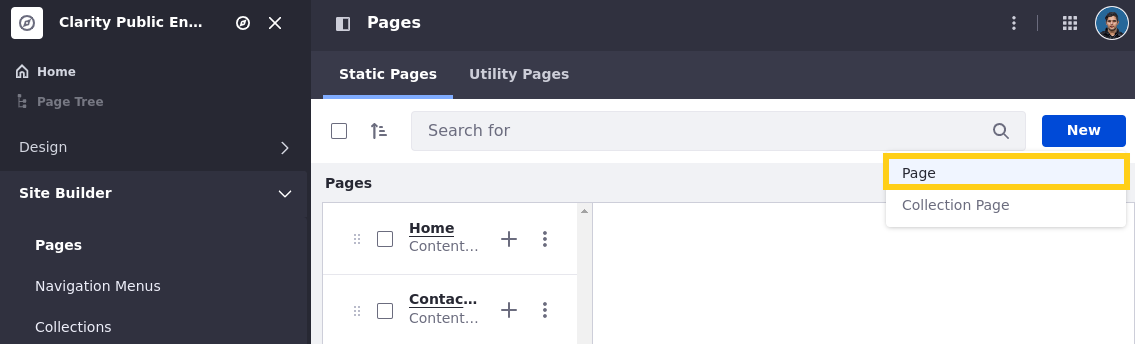 Clarity Public En...
Pages
Home
Page Tree
Static Pages
Utility Pages
Design
Search for
New
Site Builder
Pages
Page
Collection Page
Pages
Home
Content...
Navigation Menus
Contac...
Content...
Collections